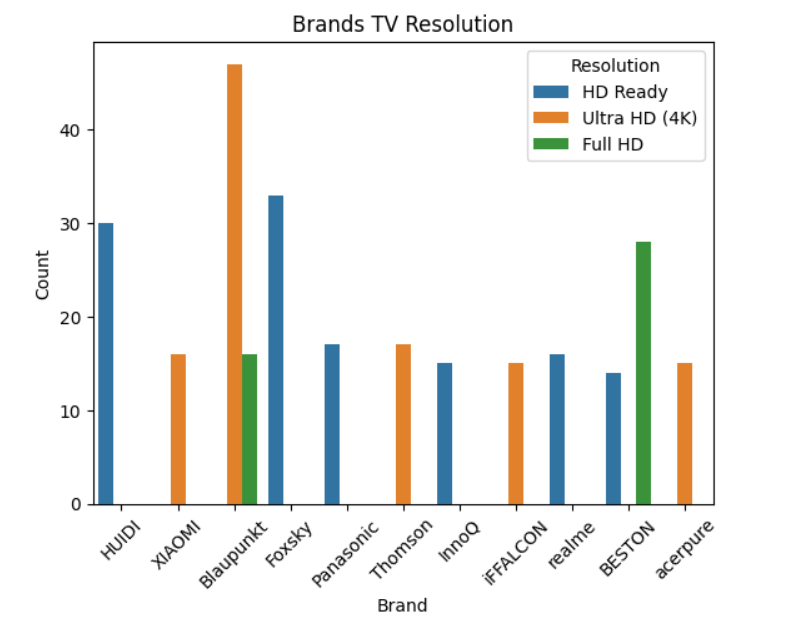 Brands TV Resolution
Resolution
HD Ready
Ultra HD (4K)
Full HD
40
30
20
10
0
Count
HUIDI
XIAOMI
Blaupunkt
Foxsky
Panasonic
Thomson
InnoQ
iFFALCON
realme
BESTON
acerpure
Brand